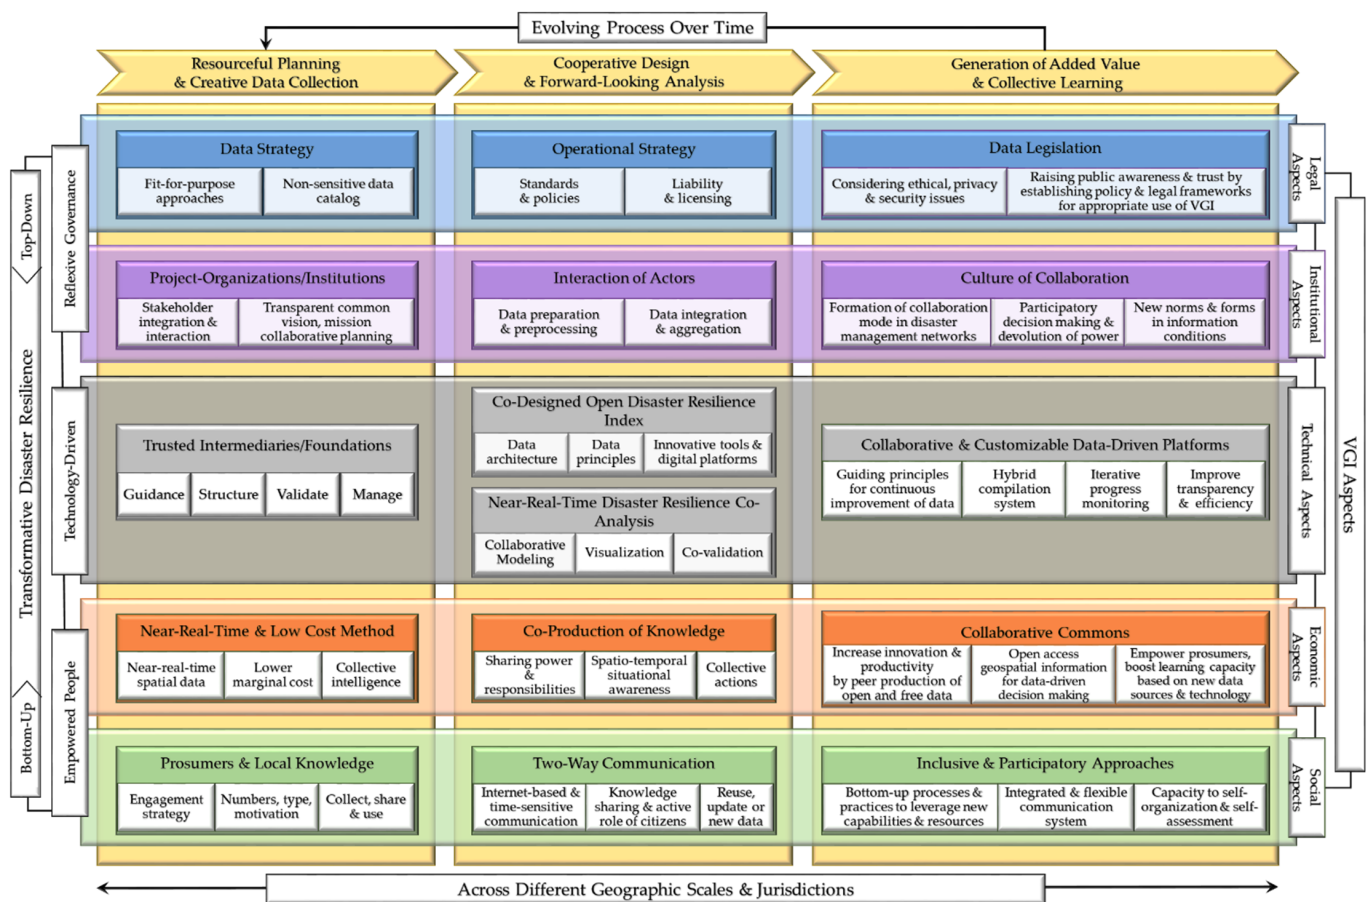 Evolving Process Over Time
Resourceful Planning
& Creative Data Collection
Cooperative Design
& Forward-Looking Analysis
Generation of Added Value
& Collective Learning
Transformative Disaster Resilience
Top-Down
Bottom-Up
Reflexive Governance
Technology-Driven
Empowered People
Data Strategy
Fit-for-purpose
approaches
Non-sensitive data
catalog
Operational Strategy
Standards
& policies
Liability
& licensing
Data Legislation
Considering ethical, privacy
& security issues
Raising public awareness & trust by
establishing policy & legal frameworks
for appropriate use of VGI
Legal
Aspects
Project-Organizations/Institutions
Stakeholder
integration &
interaction
Transparent common
vision, mission
collaborative planning
Interaction of Actors
Data preparation
& preprocessing
Data integration
& aggregation
Culture of Collaboration
Formation of collaboration
mode in disaster
management networks
Participatory
decision making &
devolution of power
New norms & forms
in information
conditions
Institutional
Aspects
Trusted Intermediaries/Foundations
Guidance
Structure
Validate
Manage
Co-Designed Open Disaster Resilience
Index
Data
architecture
Data
principles
Innovative tools &
digital platforms
Near-Real-Time Disaster Resilience Co-
Analysis
Collaborative
Modeling
Visualization
Co-validation
Collaborative & Customizable Data-Driven Platforms
Guiding principles
for continuous
improvement of data
Hybrid
compilation
system
Iterative
progress
monitoring
Improve
transparency
& efficiency
Technical Aspects
VGI Aspects
Near-Real-Time & Low Cost Method
Near-real-time
spatial data
Lower
marginal cost
Collective
intelligence
Co-Production of Knowledge
Sharing power
&
responsibilities
Spatio-temporal
situational
awareness
Collective
actions
Collaborative Commons
Increase innovation &
productivity
by peer production of
open and free data
Open access
geospatial information
for data-driven
decision making
Empower prosumers,
boost learning capacity
based on new data
sources & technology
Economic
Aspects
Prosumers & Local Knowledge
Engagement
strategy
Numbers, type,
motivation
Collect, share
& use
Two-Way Communication
Internet-based &
time-sensitive
communication
Knowledge
sharing & active
role of citizens
Reuse,
update or
new data
Inclusive & Participatory Approaches
Bottom-up processes &
practices to leverage new
capabilities & resources
Integrated & flexible
communication
system
Capacity to self-
organization & self-
assessment
Social
Aspects
Across Different Geographic Scales & Jurisdictions